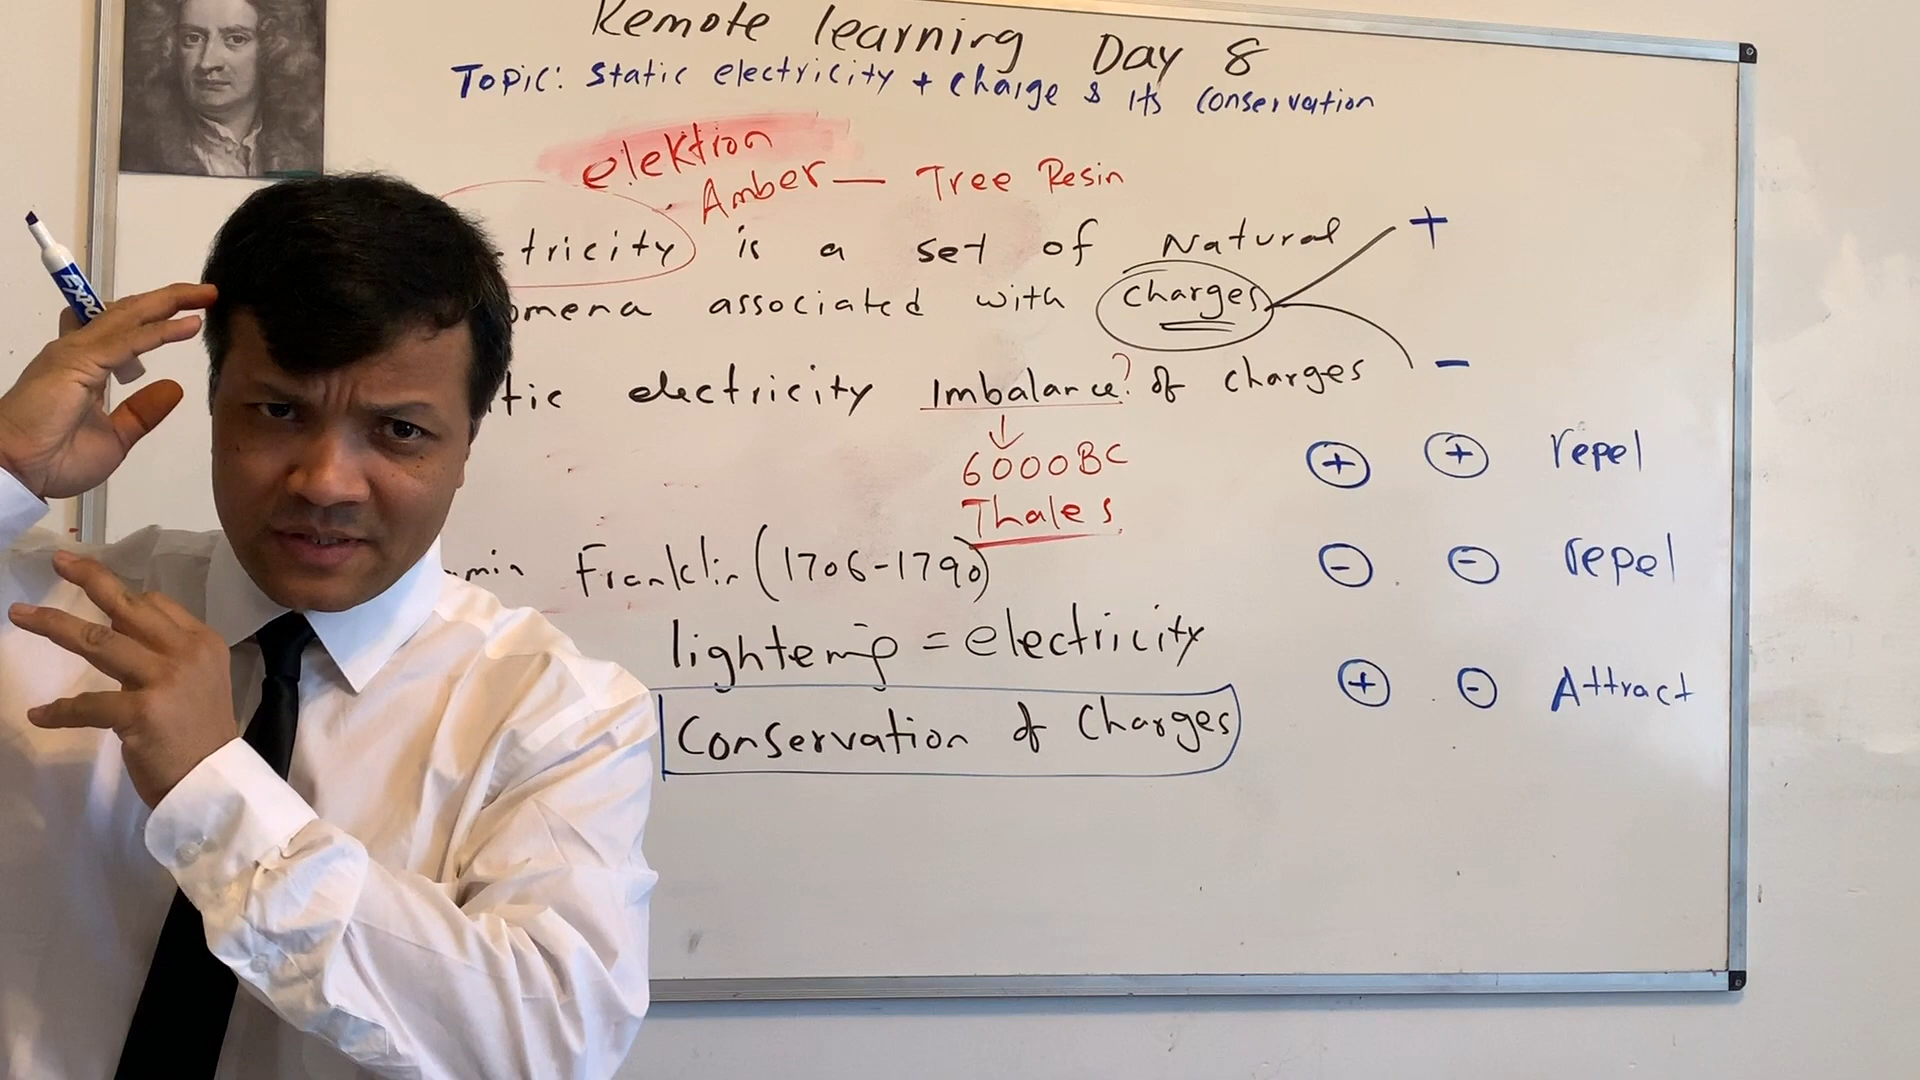 Remote learning Day 8
Topic: Static electricity + Charge & Its Conservation
elektron
Amber — Tree Resin
tricity is a set of Natural +
omena associated with Charges
tic electricity Imbalance? of charges -
6000BC
Thales
min Franklin (1706-1790)
= electricity
Conservation of Charges
+ + repel
- - repel
+ - Attract
EXPO